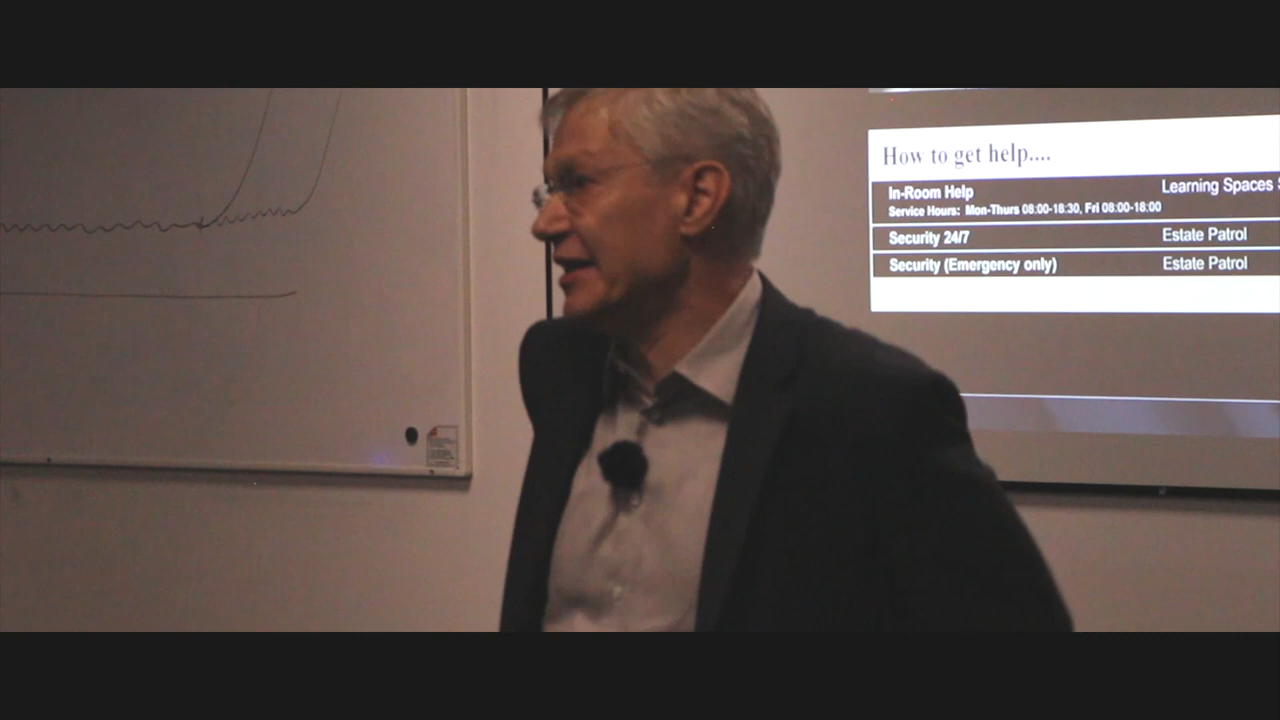 How to get help....
In-Room Help Learning Spaces S
Service Hours: Mon-Thurs 08:00-18:30, Fri 08:00-18:00
Security 24/7 Estate Patrol
Security (Emergency only) Estate Patrol